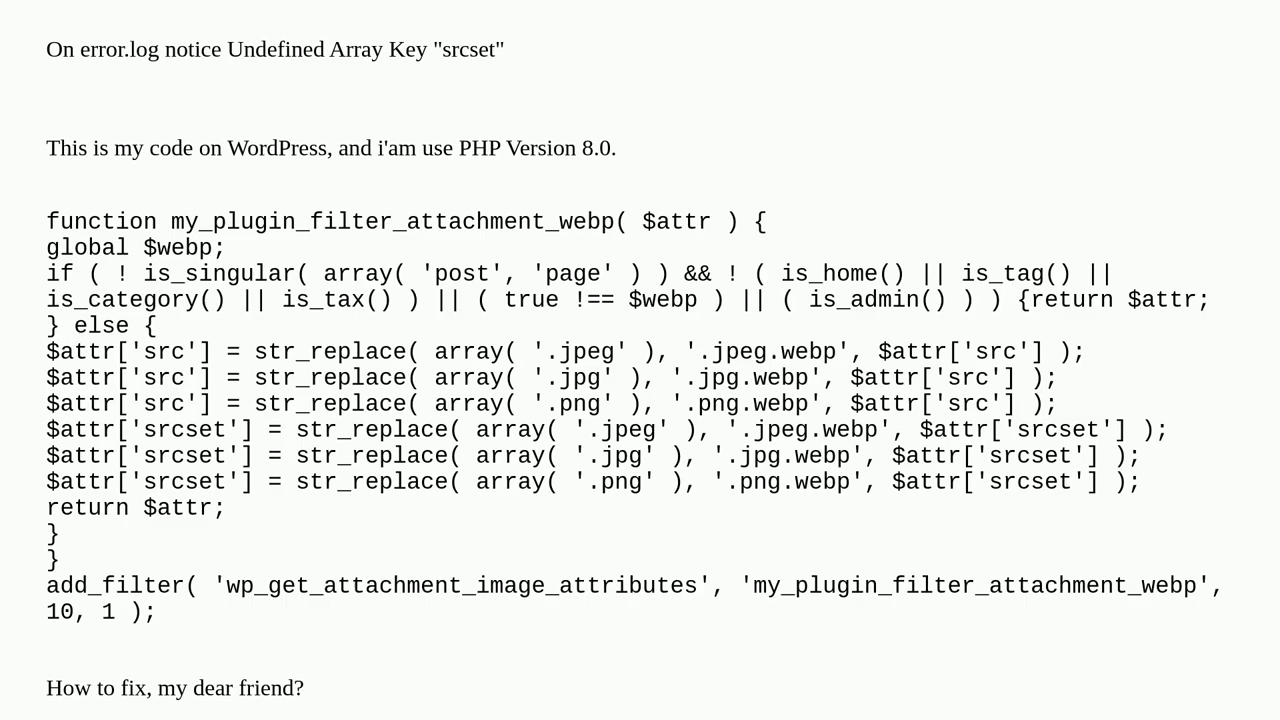 On error.log notice Undefined Array Key "srcset"
This is my code on WordPress, and i'am use PHP Version 8.0.
function my_plugin_filter_attachment_webp( $attr ) {
global $webp;
if ( ! is_singular( array( 'post', 'page' ) ) && ! ( is_home() || is_tag() ||
is_category() || is_tax() ) || ( true !== $webp ) || ( is_admin() ) ) {return $attr;
} else {
$attr['src'] = str_replace( array( '.jpeg' ), '.jpeg.webp', $attr['src'] );
$attr['src'] = str_replace( array( '.jpg' ), '.jpg.webp', $attr['src'] );
$attr['src'] = str_replace( array( '.png' ), '.png.webp', $attr['src'] );
$attr['srcset'] = str_replace( array( '.jpeg' ), '.jpeg.webp', $attr['srcset'] );
$attr['srcset'] = str_replace( array( '.jpg' ), '.jpg.webp', $attr['srcset'] );
$attr['srcset'] = str_replace( array( '.png' ), '.png.webp', $attr['srcset'] );
return $attr;
}
}
add_filter( 'wp_get_attachment_image_attributes', 'my_plugin_filter_attachment_webp',
10, 1 );
How to fix, my dear friend?